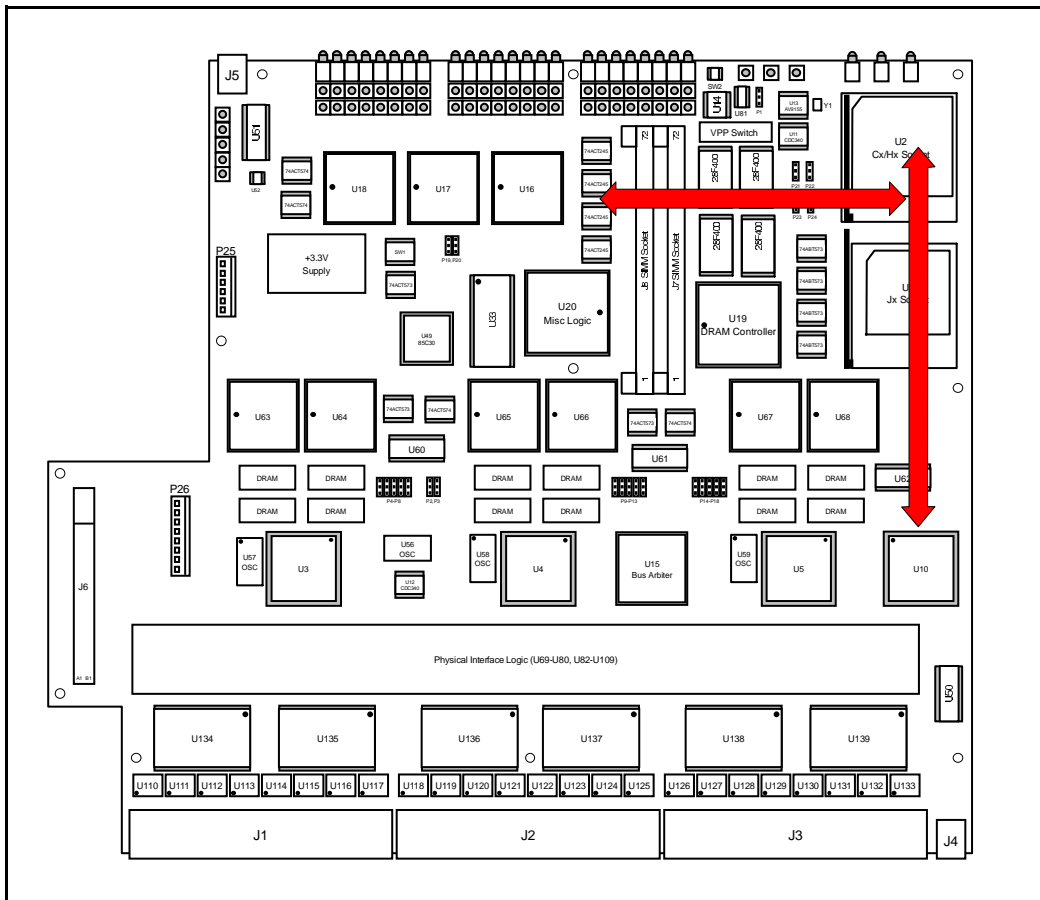 J5
SW2
U14
U81
P1
U13
AV9155
Y1
U11
CDC340
VPP Switch
U2
Cx/Hx Socket
U51
U52
74ACT574
74ACT574
U18
U17
U16
74ACT245
74ACT245
74ACT245
74ACT245
72
72
J8 SIMM Socket
J7 SIMM Socket
1
1
28F400
28F400
28F400
28F400
P21
P22
P23
P24
P25
+3.3V
Supply
SW1
74ACT573
P19,P20
U33
U20
Misc Logic
U19
DRAM Controller
74ABT573
74ABT573
74ABT573
74ABT573
Jx Socket
U49
85C30
U63
U64
74ACT573
74ACT574
U65
U66
74ACT573
74ACT574
U67
U68
U60
U61
U62
P26
DRAM
DRAM
DRAM
DRAM
P4-P8
P2,P3
DRAM
DRAM
DRAM
DRAM
P9-P13
P14-P18
DRAM
DRAM
DRAM
DRAM
U57
OSC
U3
U56
OSC
U12
CDC340
U58
OSC
U4
U15
Bus Arbiter
U59
OSC
U5
U10
J6
A1 B1
Physical Interface Logic (U69-U80, U82-U109)
U50
U134
U135
U136
U137
U138
U139
U110 U111 U112 U113 U114 U115 U116 U117 U118 U119 U120 U121 U122 U123 U124 U125 U126 U127 U128 U129 U130 U131 U132 U133
J1
J2
J3
J4